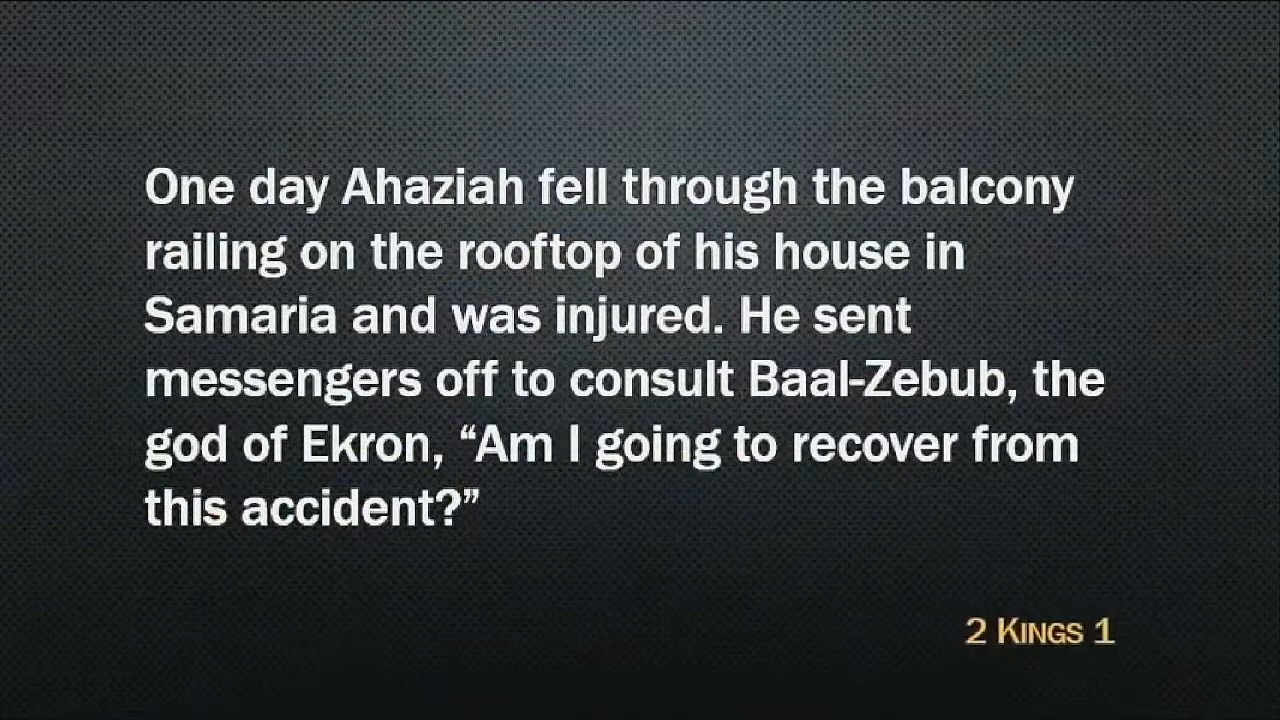 One day Ahaziah fell through the balcony
railing on the rooftop of his house in
Samaria and was injured. He sent
messengers off to consult Baal-Zebub, the
god of Ekron, “Am I going to recover from
this accident?”
2 Kings 1